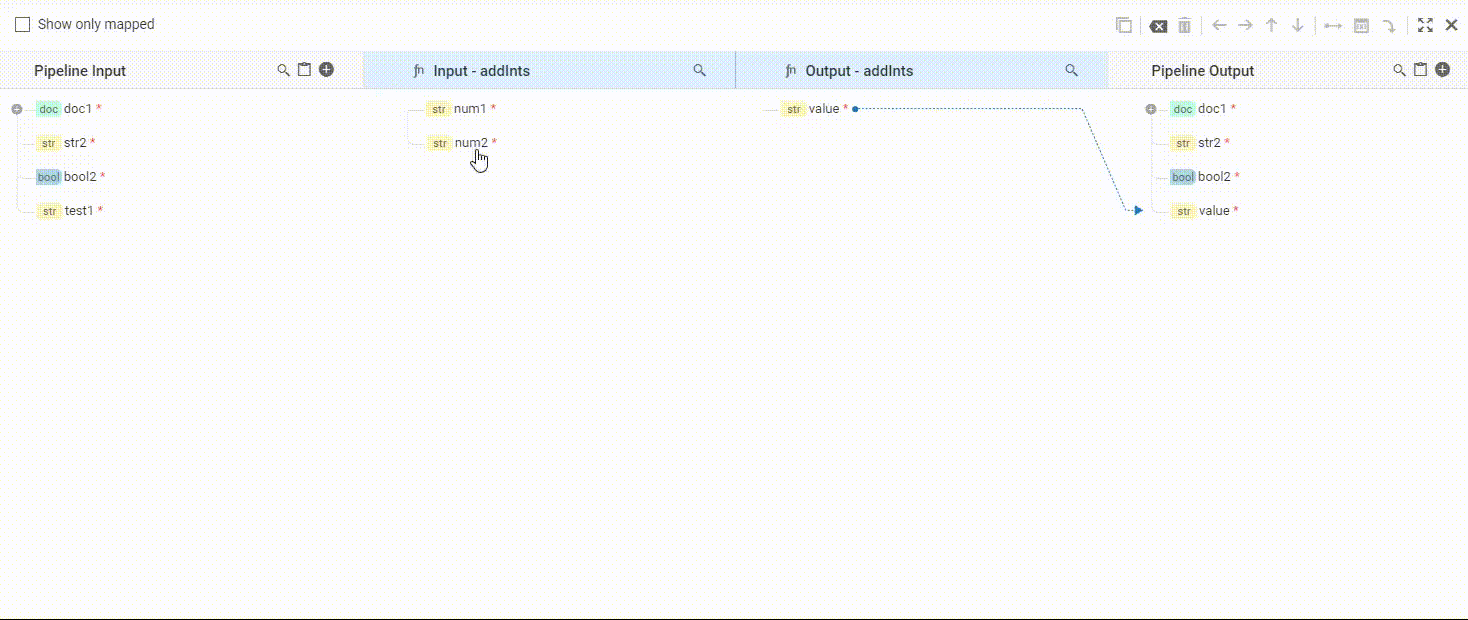 Show only mapped
Pipeline Input fn Input - addInts fn Output - addInts Pipeline Output
doc doc1 * str num1 * str value * doc doc1 *
str str2 * str num2 * str str2 *
bool bool2 * bool bool2 *
str test1 * str value *